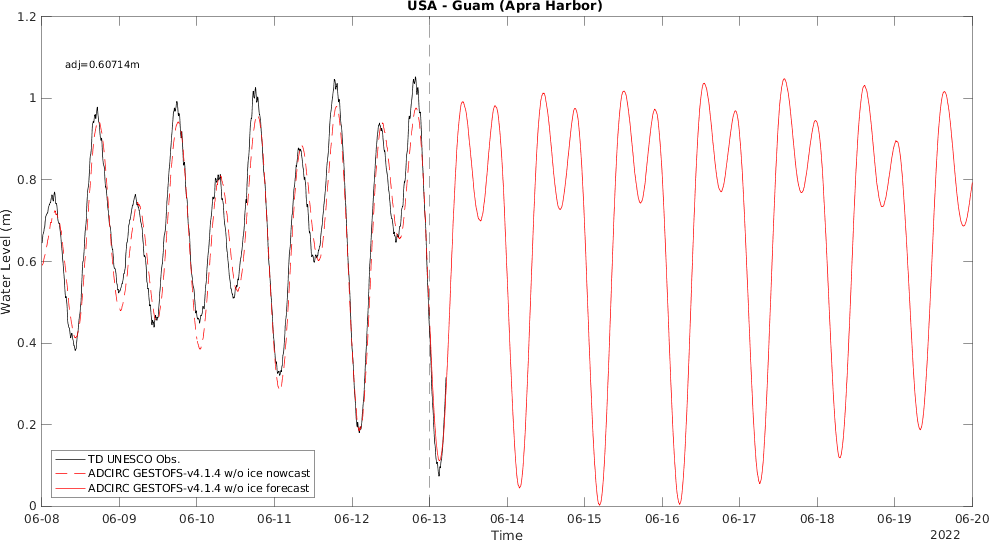 USA - Guam (Apra Harbor)
1.2
adj=0.60714m
1
0.8
0.6
0.4
0.2
0
Water Level (m)
TD UNESCO Obs.
ADCIRC GESTOFS-v4.1.4 w/o ice nowcast
ADCIRC GESTOFS-v4.1.4 w/o ice forecast
06-08 06-09 06-10 06-11 06-12 06-13 06-14 06-15 06-16 06-17 06-18 06-19 06-20
Time
2022